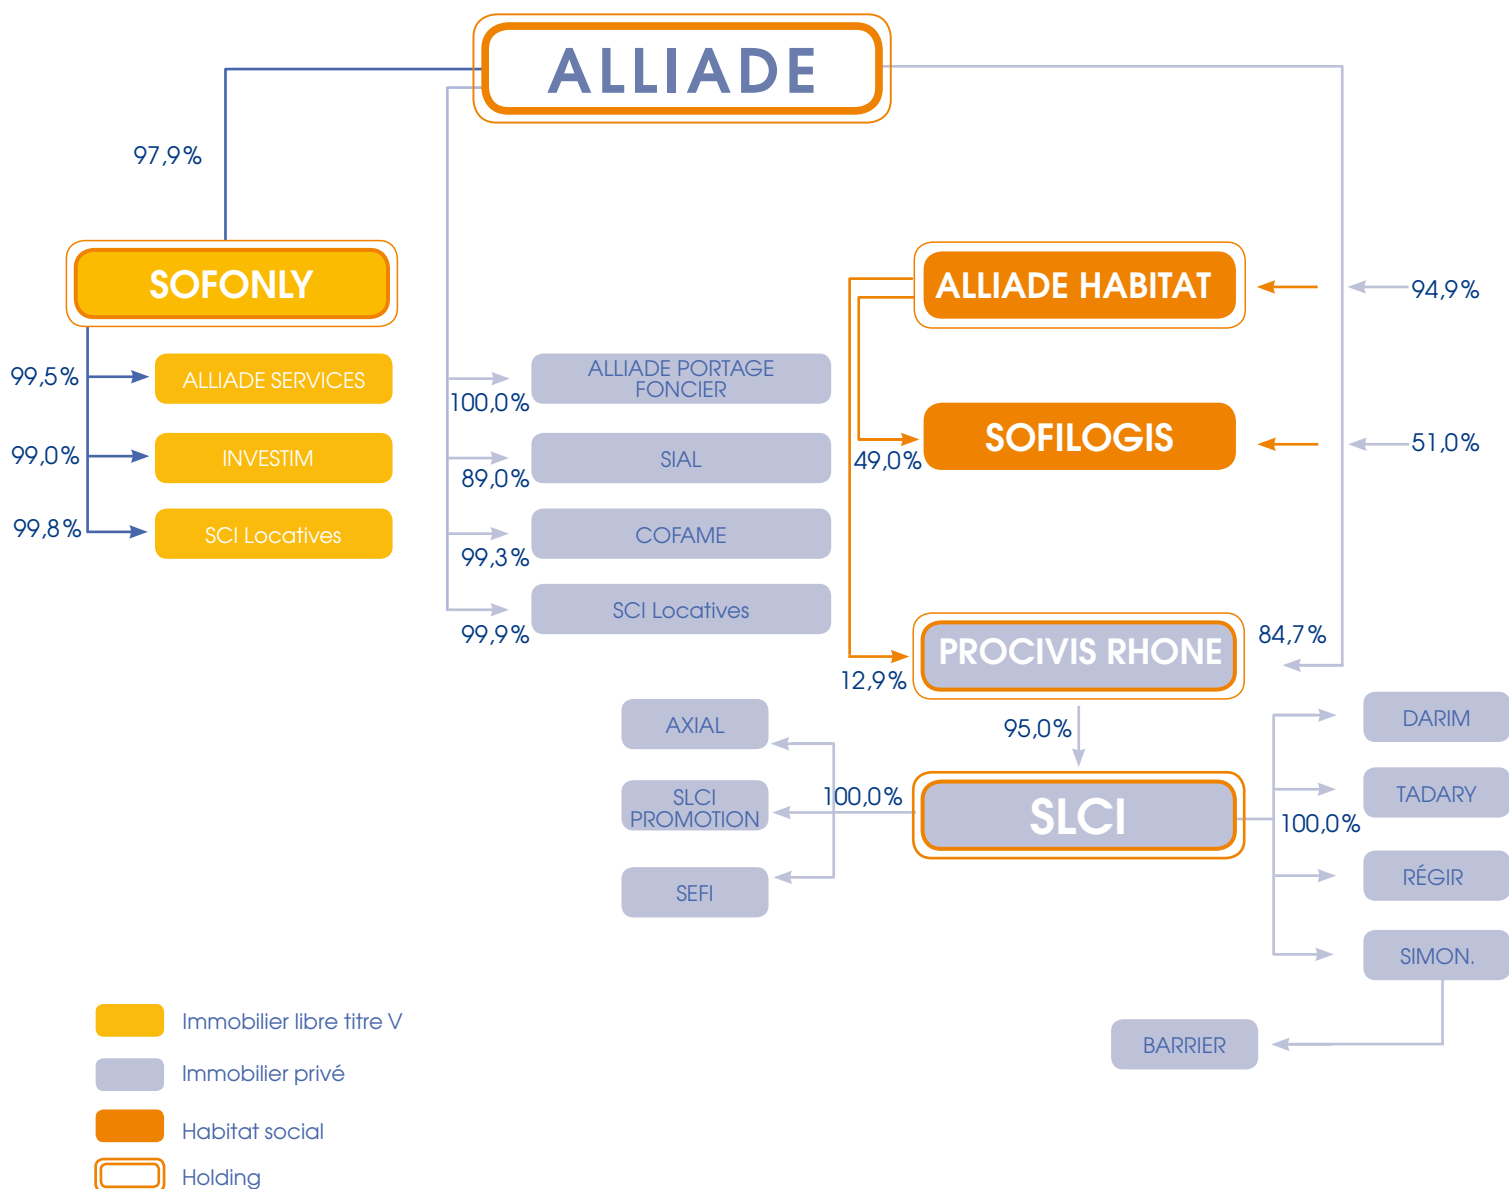 ALLIADE
97,9%
SOFONLY
99,5%
ALLIADE SERVICES
99,0%
INVESTIM
99,8%
SCI Locatives
ALLIADE PORTAGE
FONCIER
100,0%
SIAL
89,0%
COFAME
99,3%
SCI Locatives
99,9%
ALLIADE HABITAT
94,9%
SOFILOGIS
49,0%
51,0%
PROCIVIS RHONE
84,7%
12,9%
95,0%
SLCI
100,0%
AXIAL
SLCI
PROMOTION
SEFI
100,0%
DARIM
TADARY
RÉGIR
SIMON.
BARRIER
Immobilier libre titre V
Immobilier privé
Habitat social
Holding